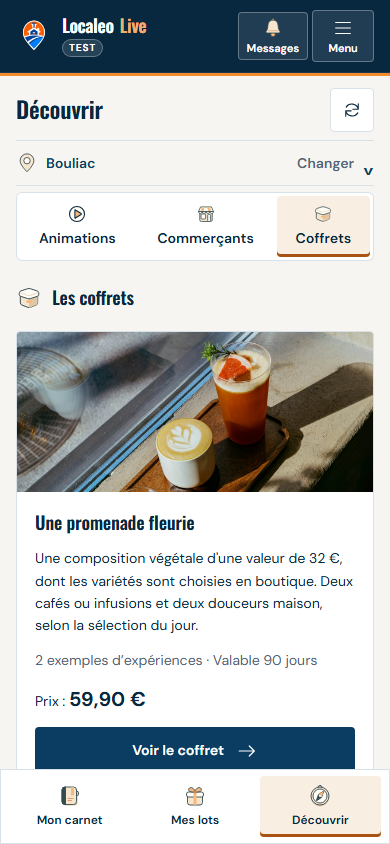 Localeo Live
TEST
Messages
Menu
Découvrir
Bouliac
Changer
Animations
Commerçants
Coffrets
Les coffrets
Une promenade fleurie
Une composition végétale d'une valeur de 32 €,
dont les variétés sont choisies en boutique. Deux
cafés ou infusions et deux douceurs maison,
selon la sélection du jour.
2 exemples d’expériences · Valable 90 jours
Prix : 59,90 €
Voir le coffret →
Mon carnet
Mes lots
Découvrir